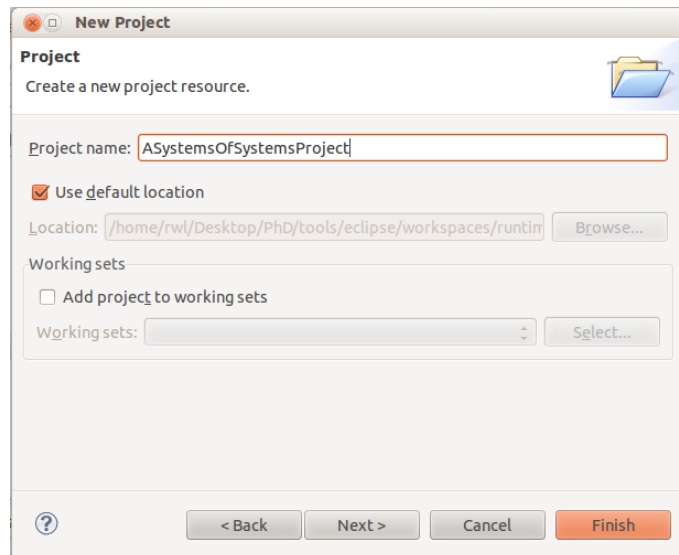 New Project
Project
Create a new project resource.
Project name: ASystemsOfSystemsProject
Use default location
Location: /home/rwl/Desktop/PhD/tools/eclipse/workspaces/runtim Browse...
Working sets
Add project to working sets
Working sets: Select...
? < Back Next > Cancel Finish